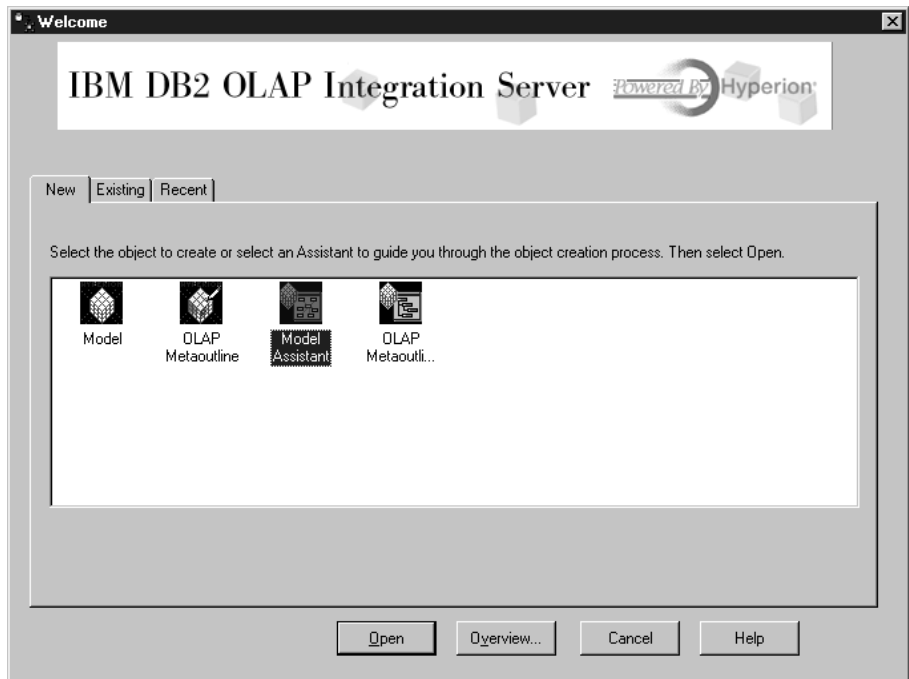 Welcome
IBM DB2 OLAP Integration Server Powered By Hyperion
New Existing Recent
Select the object to create or select an Assistant to guide you through the object creation process. Then select Open.
Model
OLAP Metaoutline
Model Assistant
OLAP Metaoutli...
Open Overview... Cancel Help